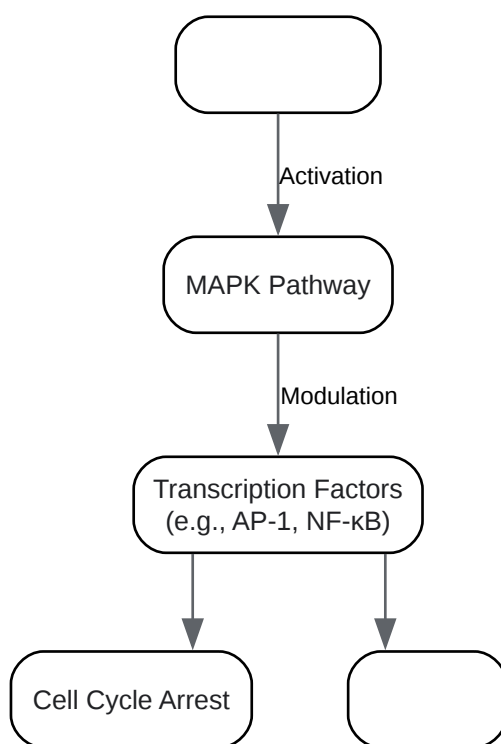 Activation
MAPK Pathway
Modulation
Transcription Factors
(e.g., AP-1, NF-κB)
Cell Cycle Arrest